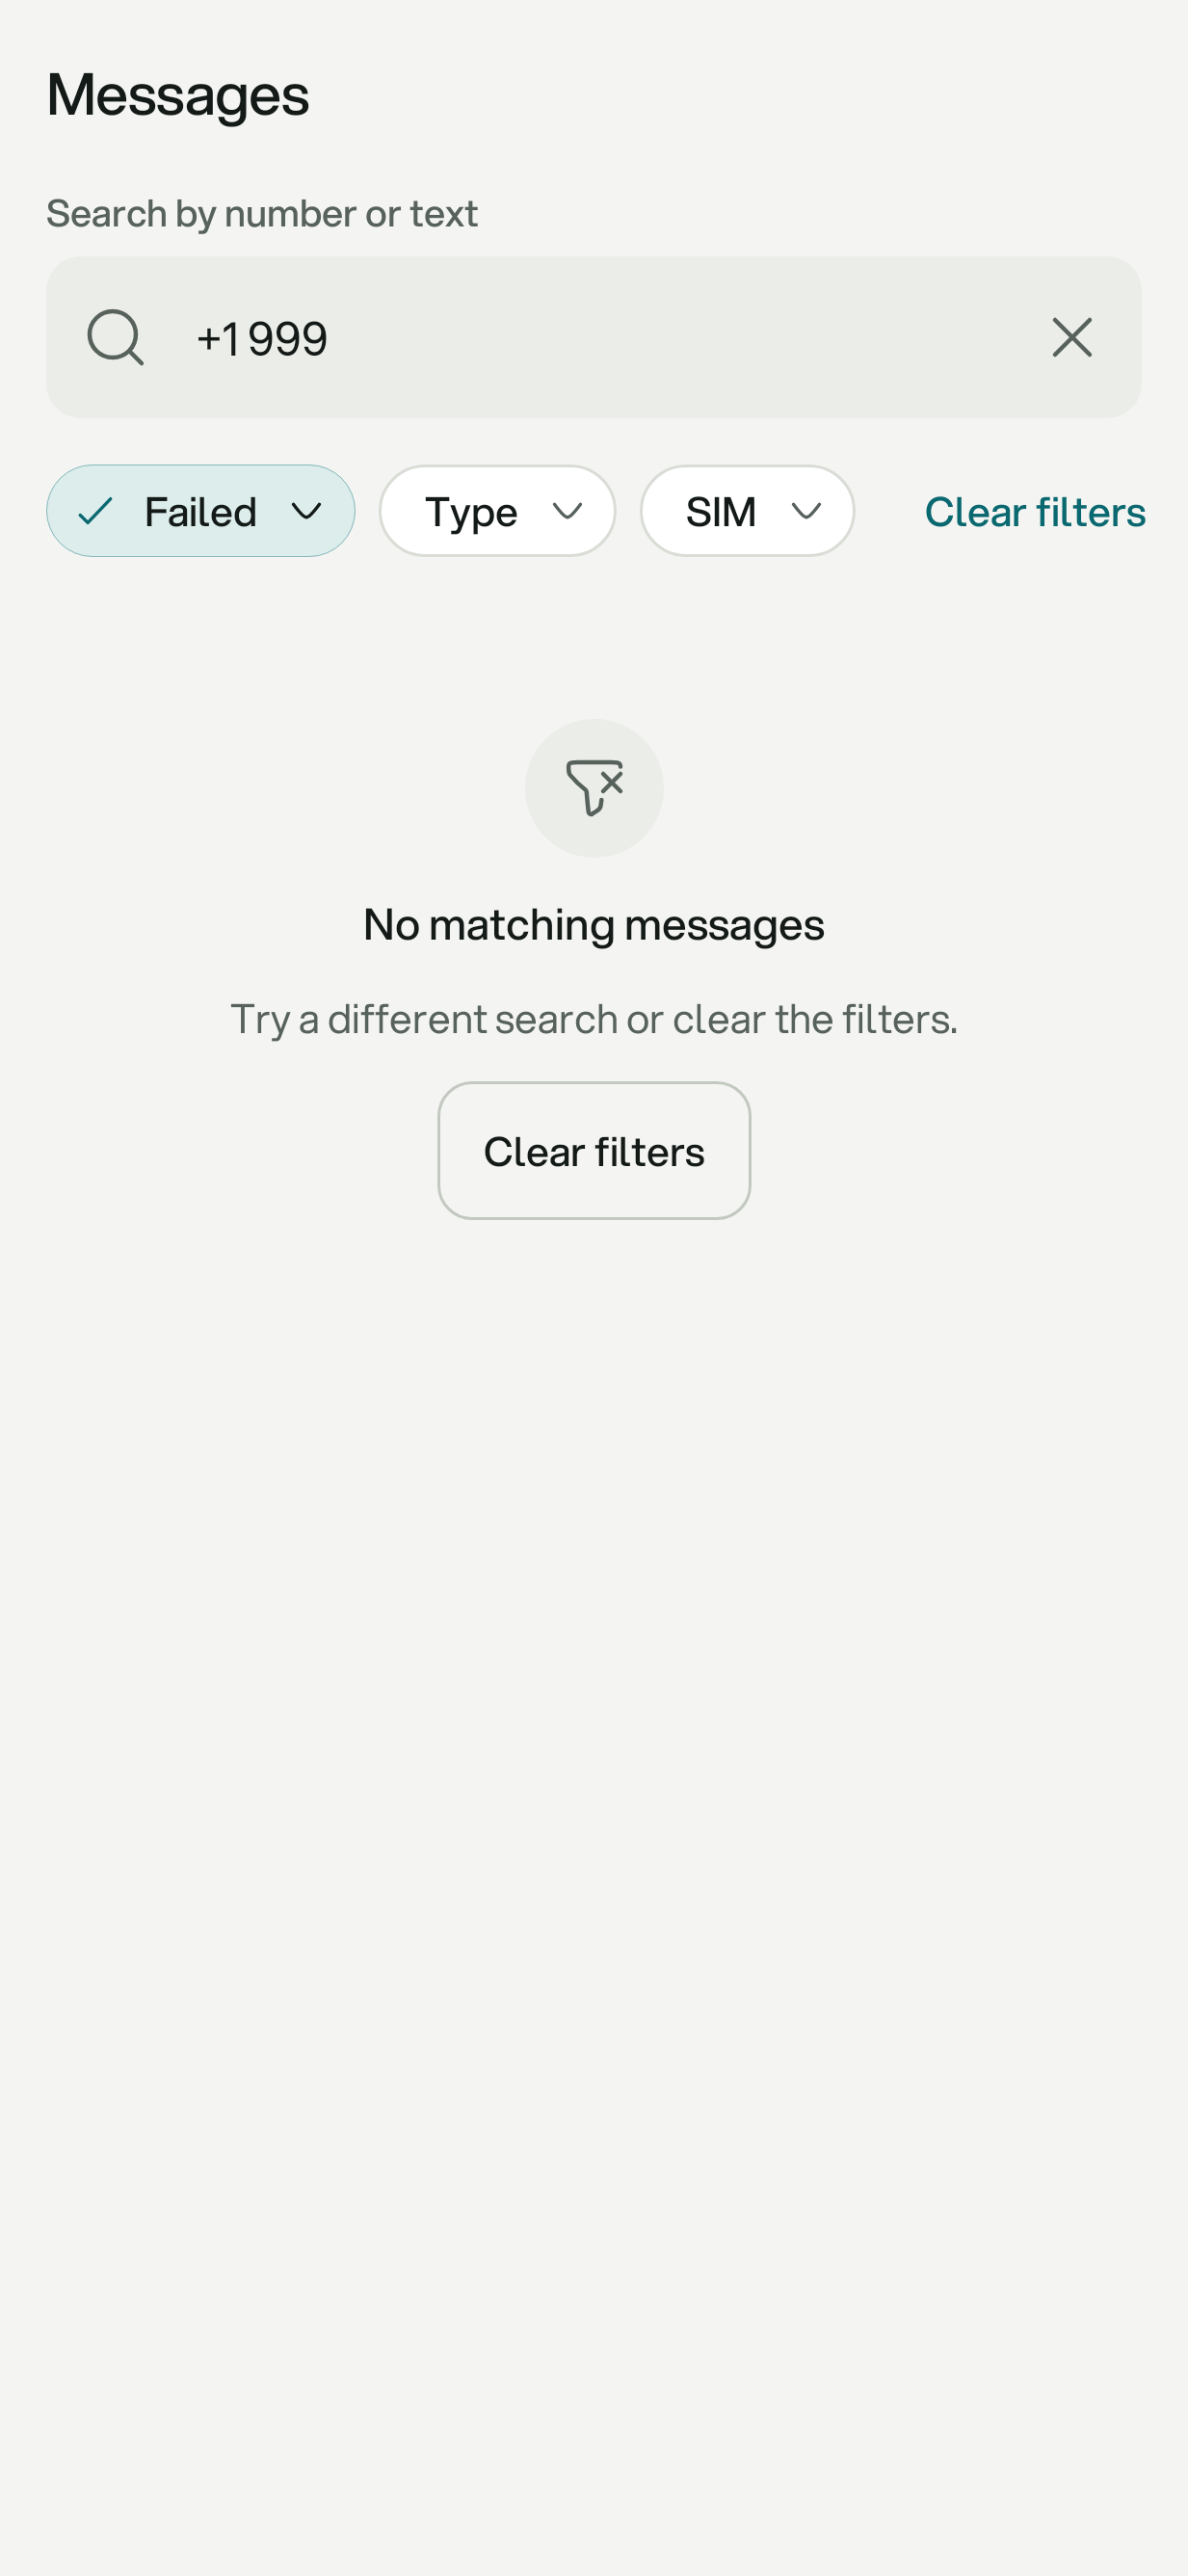 Messages
Search by number or text
+1 999
Failed Type SIM Clear filters
No matching messages
Try a different search or clear the filters.
Clear filters